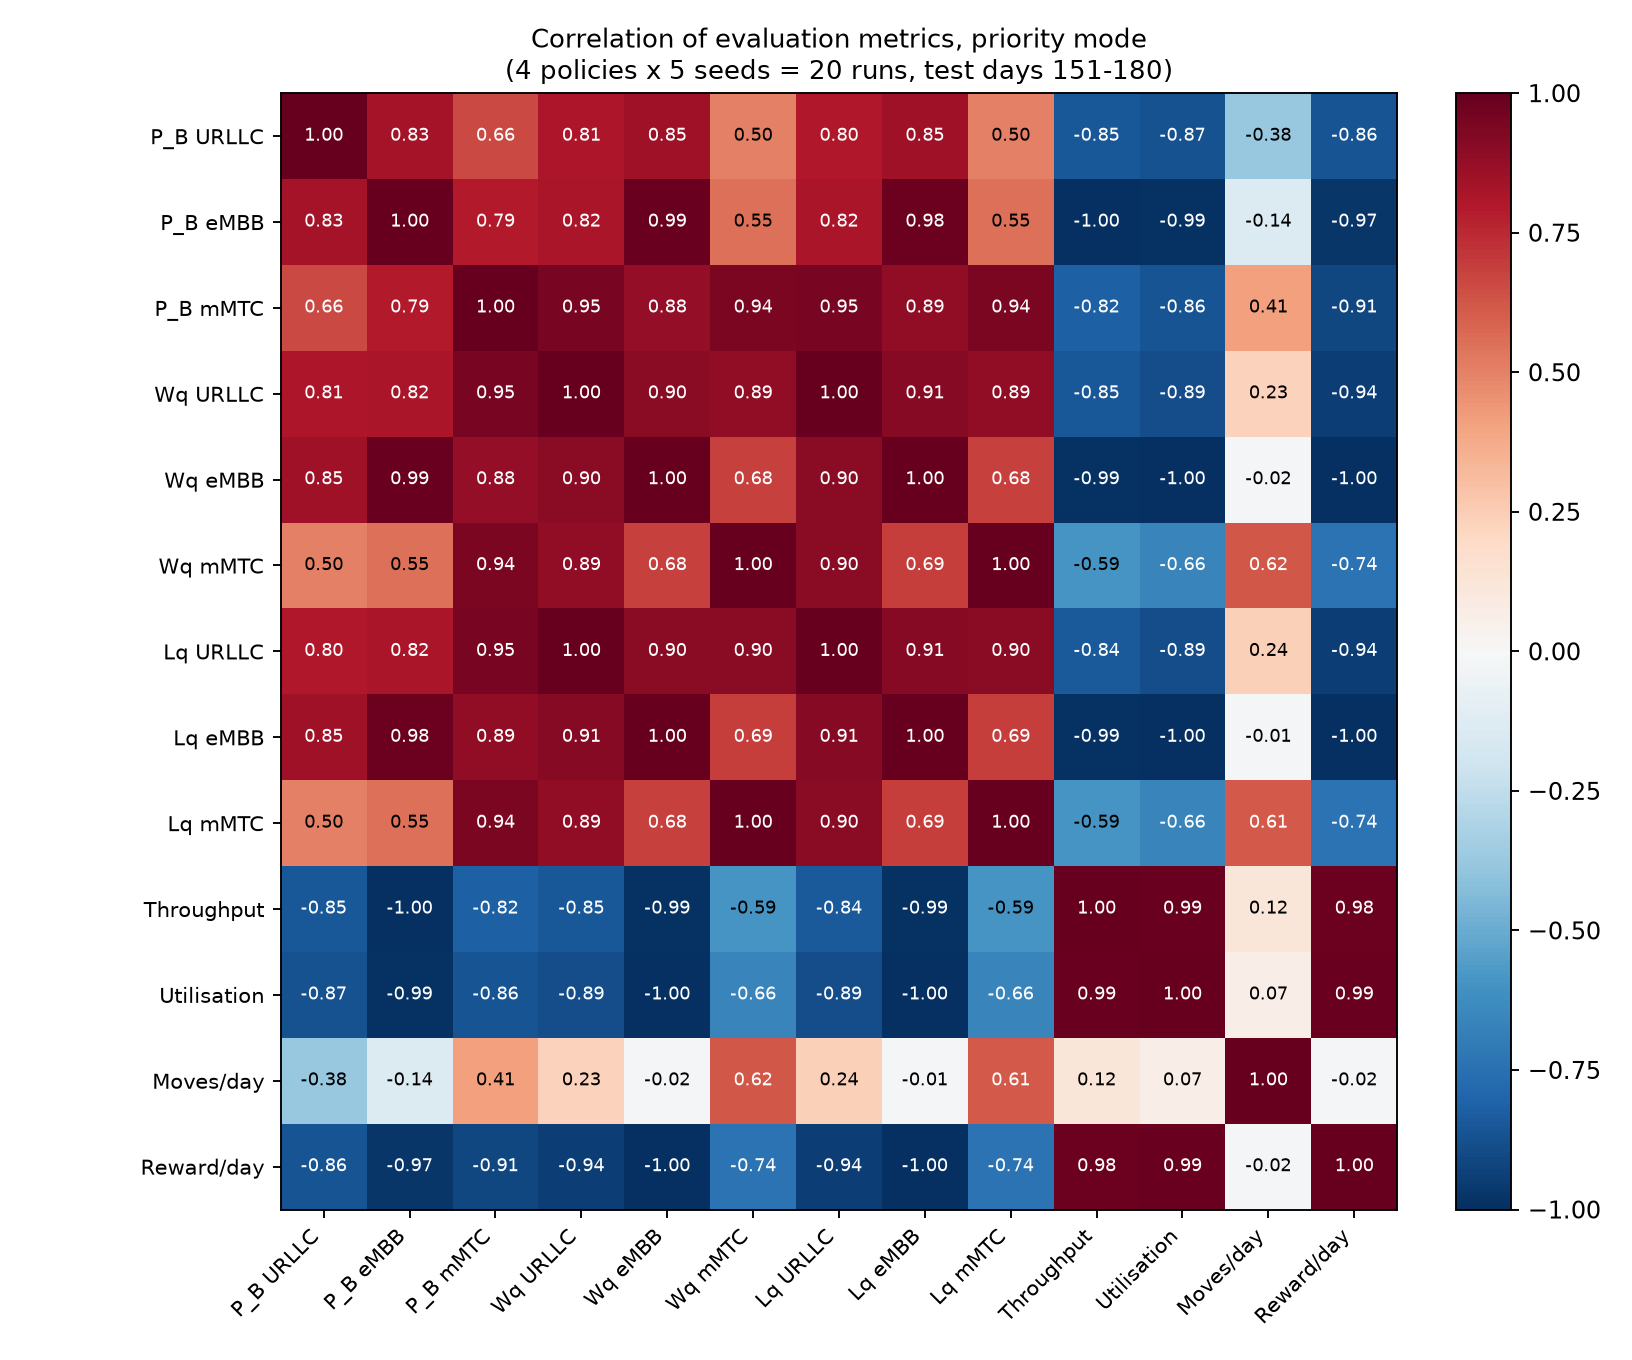 Correlation of evaluation metrics, priority mode
(4 policies x 5 seeds = 20 runs, test days 151-180)
P_B URLLC 1.00 0.83 0.66 0.81 0.85 0.50 0.80 0.85 0.50 -0.85 -0.87 -0.38 -0.86
P_B eMBB 0.83 1.00 0.79 0.82 0.99 0.55 0.82 0.98 0.55 -1.00 -0.99 -0.14 -0.97
P_B mMTC 0.66 0.79 1.00 0.95 0.88 0.94 0.95 0.89 0.94 -0.82 -0.86 0.41 -0.91
Wq URLLC 0.81 0.82 0.95 1.00 0.90 0.89 1.00 0.91 0.89 -0.85 -0.89 0.23 -0.94
Wq eMBB 0.85 0.99 0.88 0.90 1.00 0.68 0.90 1.00 0.68 -0.99 -1.00 -0.02 -1.00
Wq mMTC 0.50 0.55 0.94 0.89 0.68 1.00 0.90 0.69 1.00 -0.59 -0.66 0.62 -0.74
Lq URLLC 0.80 0.82 0.95 1.00 0.90 0.90 1.00 0.91 0.90 -0.84 -0.89 0.24 -0.94
Lq eMBB 0.85 0.98 0.89 0.91 1.00 0.69 0.91 1.00 0.69 -0.99 -1.00 -0.01 -1.00
Lq mMTC 0.50 0.55 0.94 0.89 0.68 1.00 0.90 0.69 1.00 -0.59 -0.66 0.61 -0.74
Throughput -0.85 -1.00 -0.82 -0.85 -0.99 -0.59 -0.84 -0.99 -0.59 1.00 0.99 0.12 0.98
Utilisation -0.87 -0.99 -0.86 -0.89 -1.00 -0.66 -0.89 -1.00 -0.66 0.99 1.00 0.07 0.99
Moves/day -0.38 -0.14 0.41 0.23 -0.02 0.62 0.24 -0.01 0.61 0.12 0.07 1.00 -0.02
Reward/day -0.86 -0.97 -0.91 -0.94 -1.00 -0.74 -0.94 -1.00 -0.74 0.98 0.99 -0.02 1.00
P_B URLLC
P_B eMBB
P_B mMTC
Wq URLLC
Wq eMBB
Wq mMTC
Lq URLLC
Lq eMBB
Lq mMTC
Throughput
Utilisation
Moves/day
Reward/day
1.00
0.75
0.50
0.25
0.00
−0.25
−0.50
−0.75
−1.00